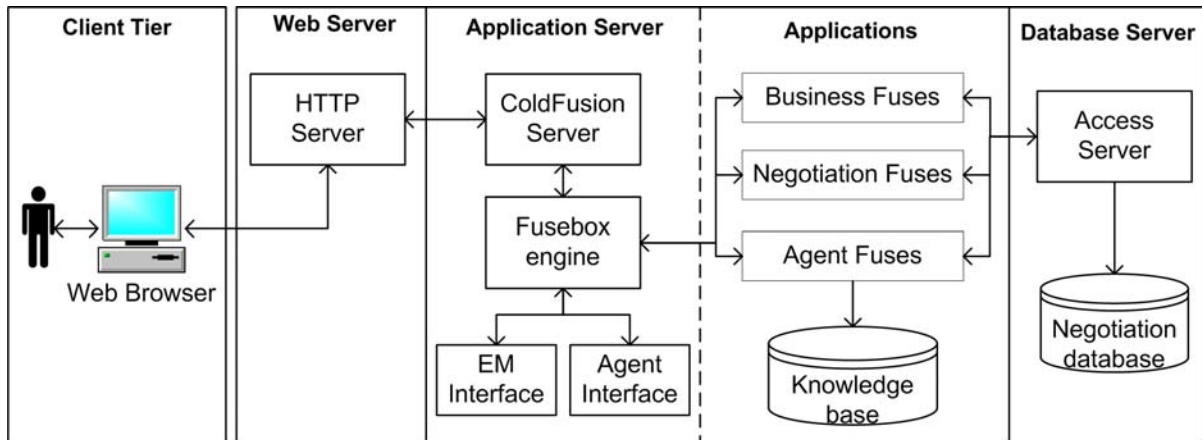 Client Tier
Web Server
Application Server
Applications
Database Server
HTTP
Server
ColdFusion
Server
Business Fuses
Access
Server
Negotiation Fuses
Fusebox
engine
Agent Fuses
Web Browser
EM
Interface
Agent
Interface
Knowledge
base
Negotiation
database